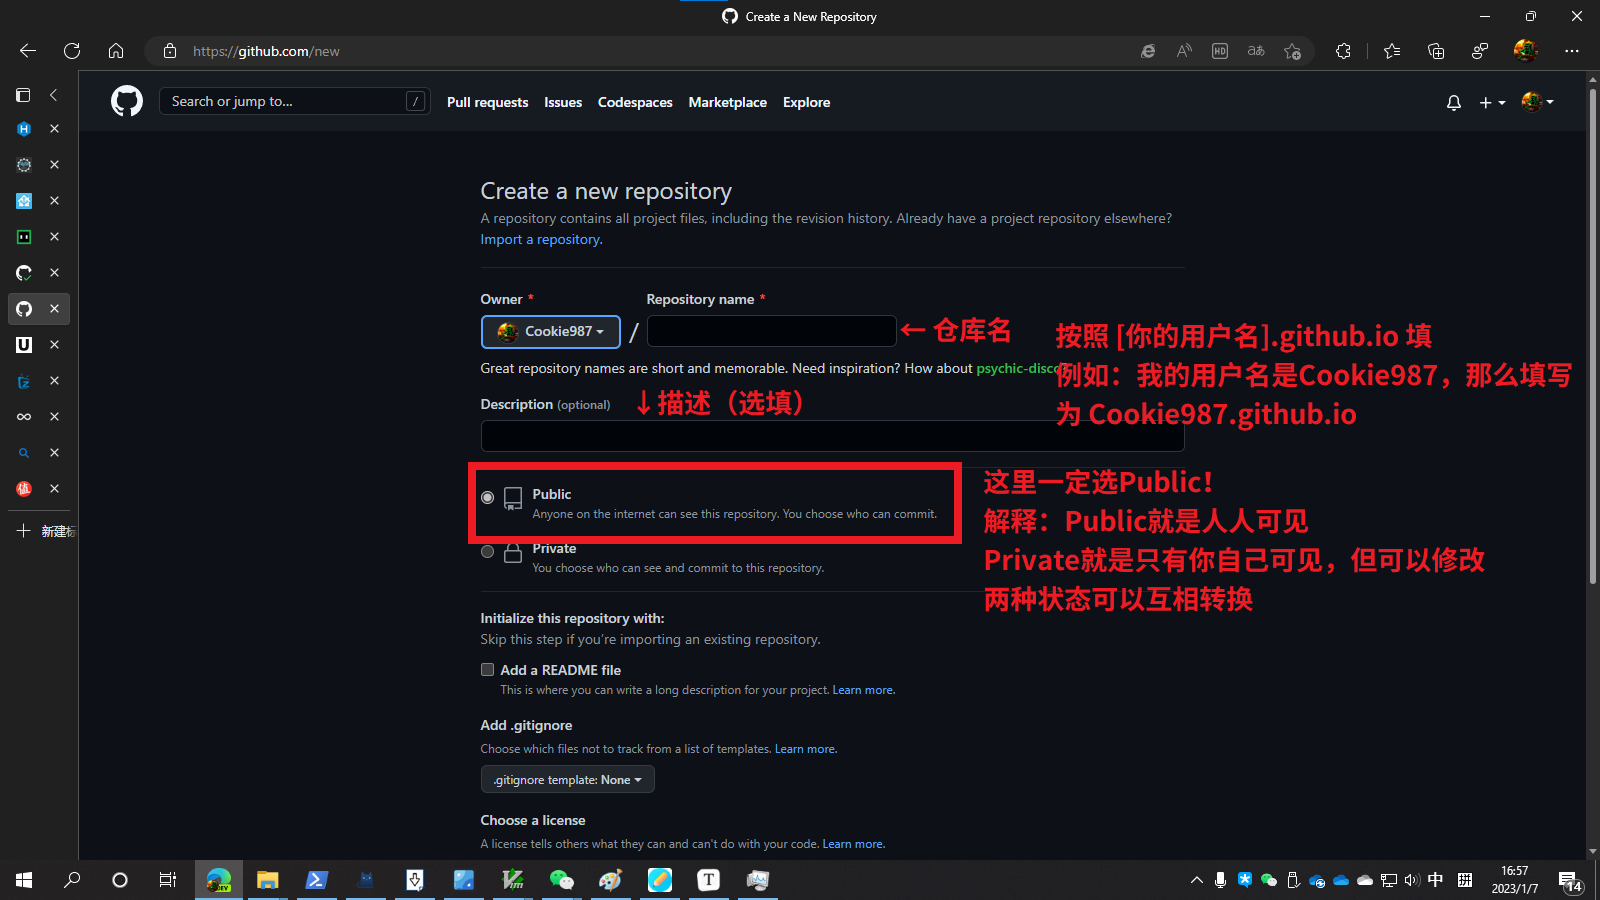 Create a New Repository
https://github.com/new
Search or jump to...
/
Pull requests
Issues
Codespaces
Marketplace
Explore
新建标
Create a new repository
A repository contains all project files, including the revision history. Already have a project repository elsewhere?
Import a repository.
Owner *
Repository name *
Cookie987
/
← 仓库名
按照 [你的用户名].github.io 填
例如：我的用户名是Cookie987，那么填写
为 Cookie987.github.io
Great repository names are short and memorable. Need inspiration? How about psychic-disco
Description (optional)
↓描述（选填）
Public
Anyone on the internet can see this repository. You choose who can commit.
Private
You choose who can see and commit to this repository.
这里一定选Public！
解释：Public就是人人可见
Private就是只有你自己可见，但可以修改
两种状态可以互相转换
Initialize this repository with:
Skip this step if you're importing an existing repository.
Add a README file
This is where you can write a long description for your project. Learn more.
Add .gitignore
Choose which files not to track from a list of templates. Learn more.
.gitignore template: None
Choose a license
A license tells others what they can and can't do with your code. Learn more.
中
拼
16:57
2023/1/7
14